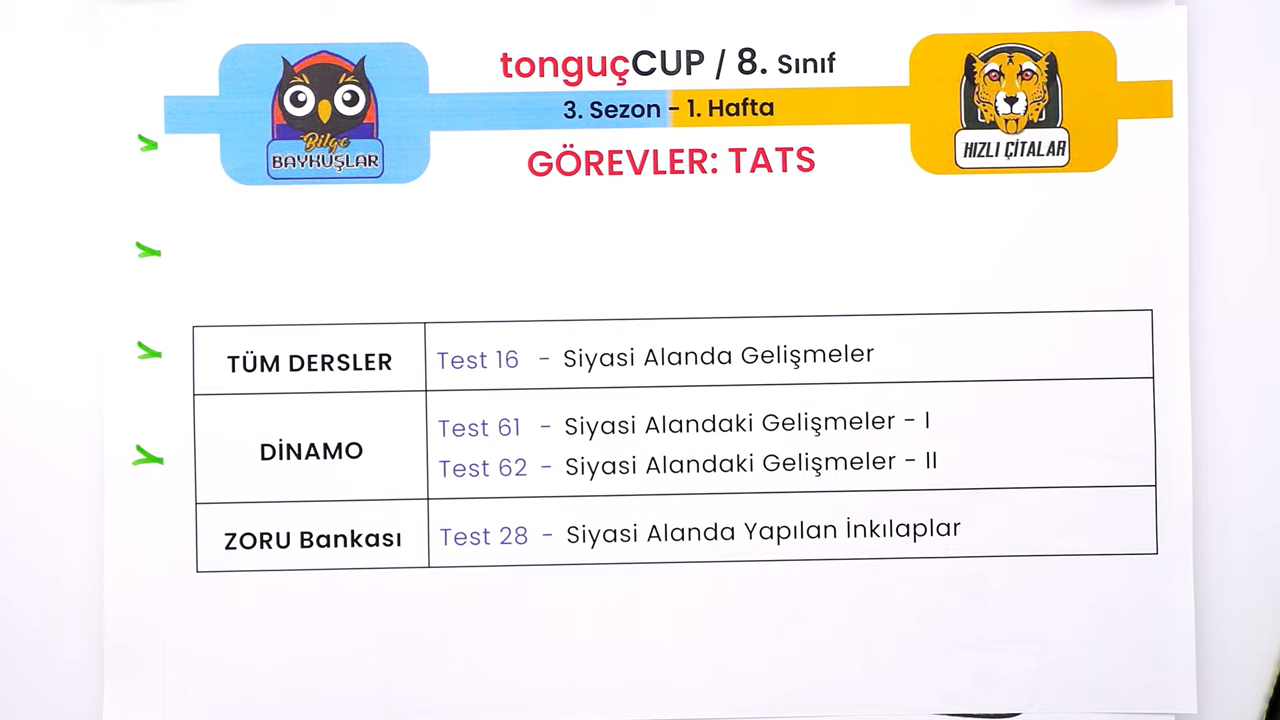 tonguçCUP / 8. Sınıf
3. Sezon - 1. Hafta
GÖREVLER: TATS
Bilge
BAYKUŞLAR
HIZLI ÇİTALAR
TÜM DERSLER
Test 16 - Siyasi Alanda Gelişmeler
DİNAMO
Test 61 - Siyasi Alandaki Gelişmeler - I
Test 62 - Siyasi Alandaki Gelişmeler - II
ZORU Bankası
Test 28 - Siyasi Alanda Yapılan İnkılaplar